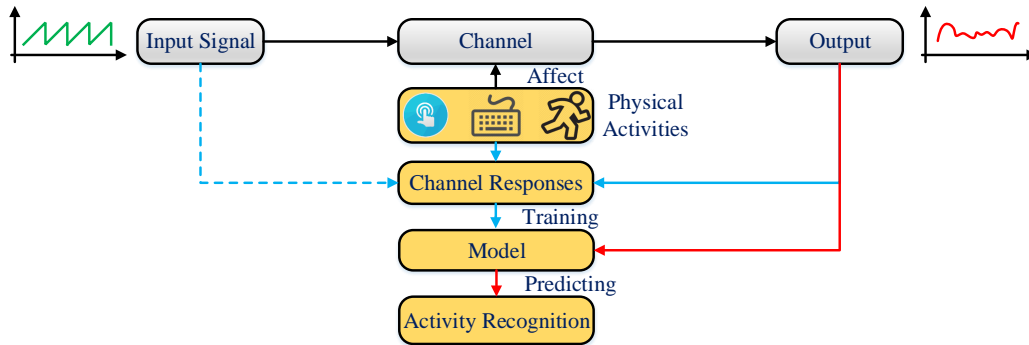 Input Signal
Channel
Output
Affect
Physical
Activities
Channel Responses
Training
Model
Predicting
Activity Recognition